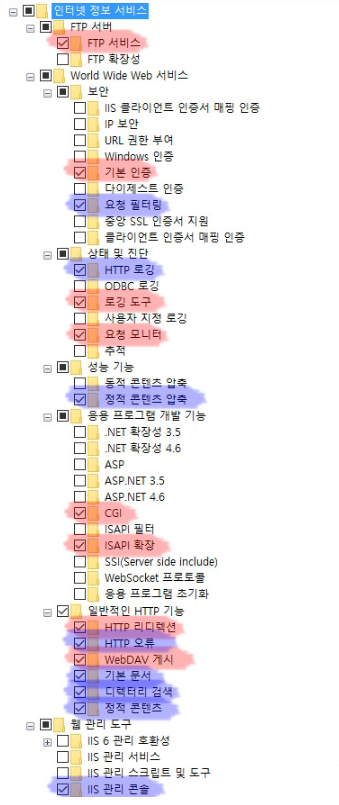 인터넷 정보 서비스
FTP 서버
FTP 서비스
FTP 확장성
World Wide Web 서비스
보안
IIS 클라이언트 인증서 매핑 인증
IP 보안
URL 권한 부여
Windows 인증
기본 인증
다이제스트 인증
요청 필터링
중앙 SSL 인증서 지원
클라이언트 인증서 매핑 인증
상태 및 진단
HTTP 로깅
ODBC 로깅
로깅 도구
사용자 지정 로깅
요청 모니터
추적
성능 기능
동적 콘텐츠 압축
정적 콘텐츠 압축
응용 프로그램 개발 기능
.NET 확장성 3.5
.NET 확장성 4.6
ASP
ASP.NET 3.5
ASP.NET 4.6
CGI
ISAPI 필터
ISAPI 확장
SSI(Server side include)
WebSocket 프로토콜
응용 프로그램 초기화
일반적인 HTTP 기능
HTTP 리디렉션
HTTP 오류
WebDAV 게시
기본 문서
디렉터리 검색
정적 콘텐츠
웹 관리 도구
IIS 6 관리 호환성
IIS 관리 서비스
IIS 관리 스크립트 및 도구
IIS 관리 콘솔